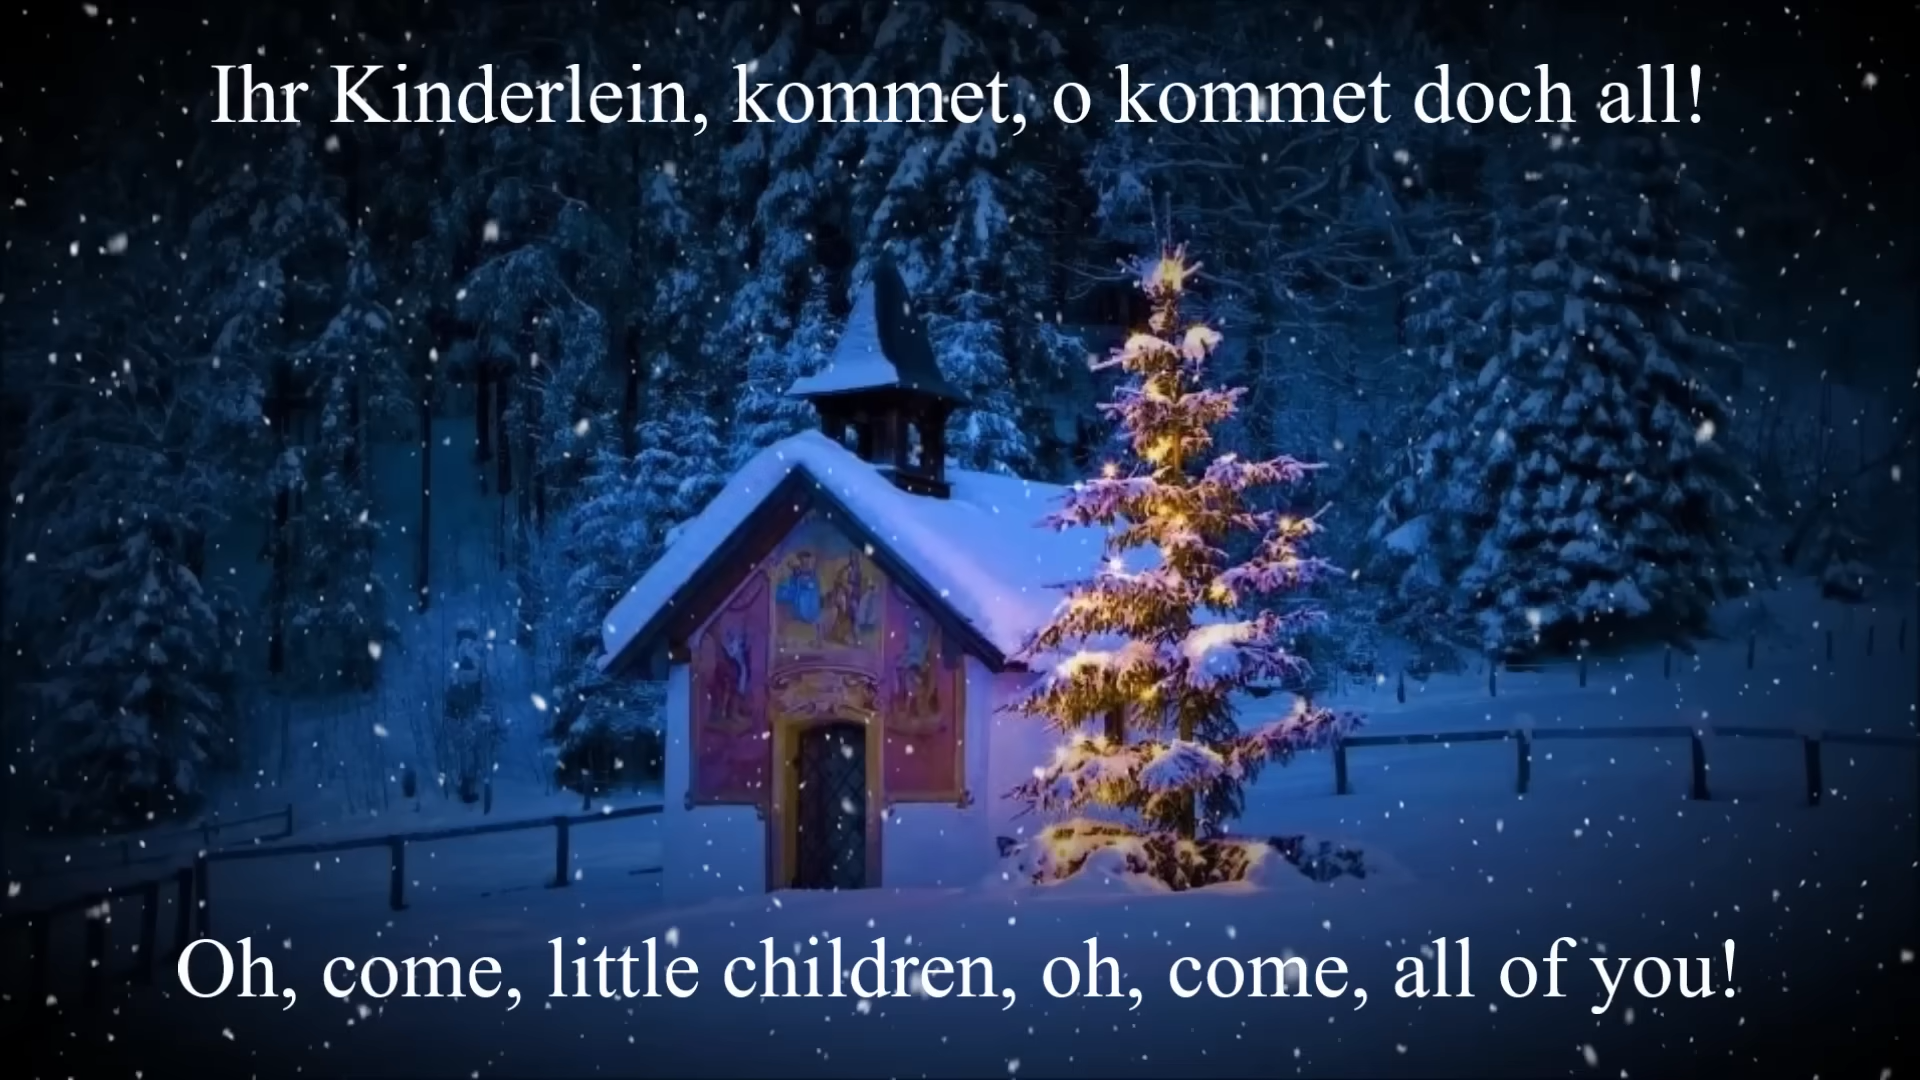 Ihr Kinderlein, kommet, o kommet doch all!
Oh, come, little children, oh, come, all of you!